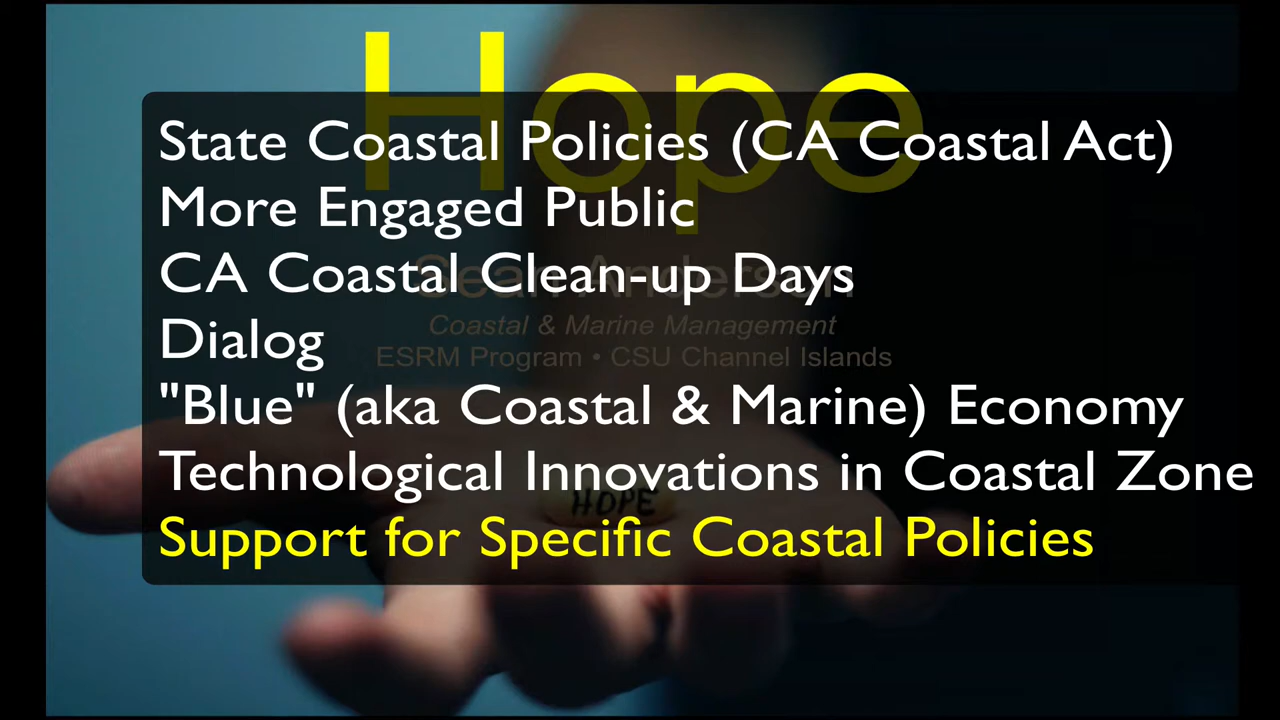 Hope
State Coastal Policies (CA Coastal Act)
More Engaged Public
CA Coastal Clean-up Days
Sean Anderson
Coastal & Marine Management
Dialog
ESRM Program • CSU Channel Islands
"Blue" (aka Coastal & Marine) Economy
Technological Innovations in Coastal Zone
HOPE
Support for Specific Coastal Policies